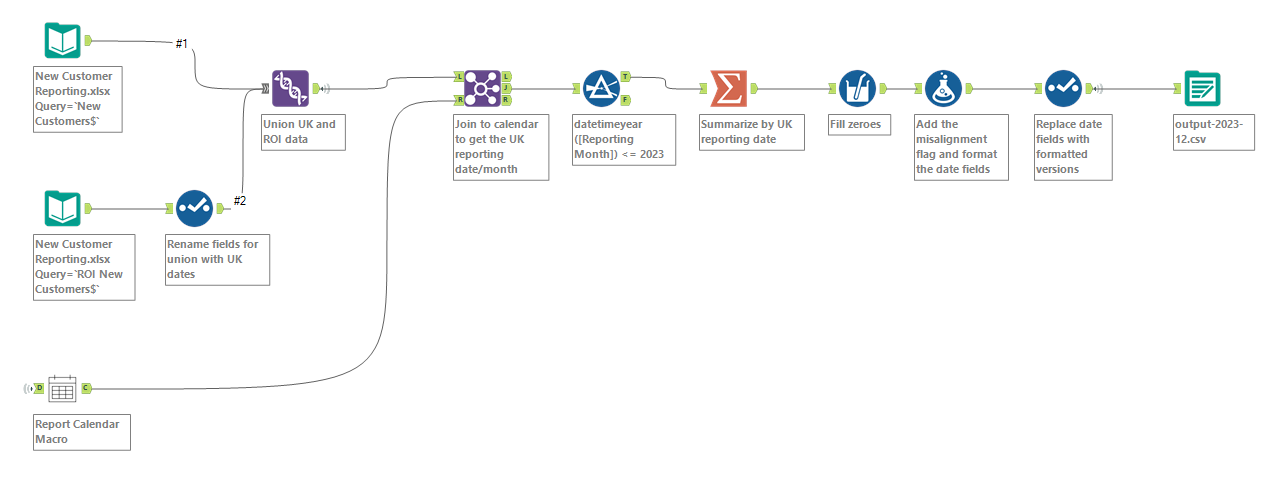 #1
New Customer
Reporting.xlsx
Query=`New
Customers$`
Union UK and
ROI data
L
R
L
J
R
Join to calendar
to get the UK
reporting
date/month
T
F
datetimeyear
([Reporting
Month]) <= 2023
Summarize by UK
reporting date
Fill zeroes
Add the
misalignment
flag and format
the date fields
Replace date
fields with
formatted
versions
output-2023-
12.csv
#2
New Customer
Reporting.xlsx
Query=`ROI New
Customers$`
Rename fields for
union with UK
dates
D
C
Report Calendar
Macro